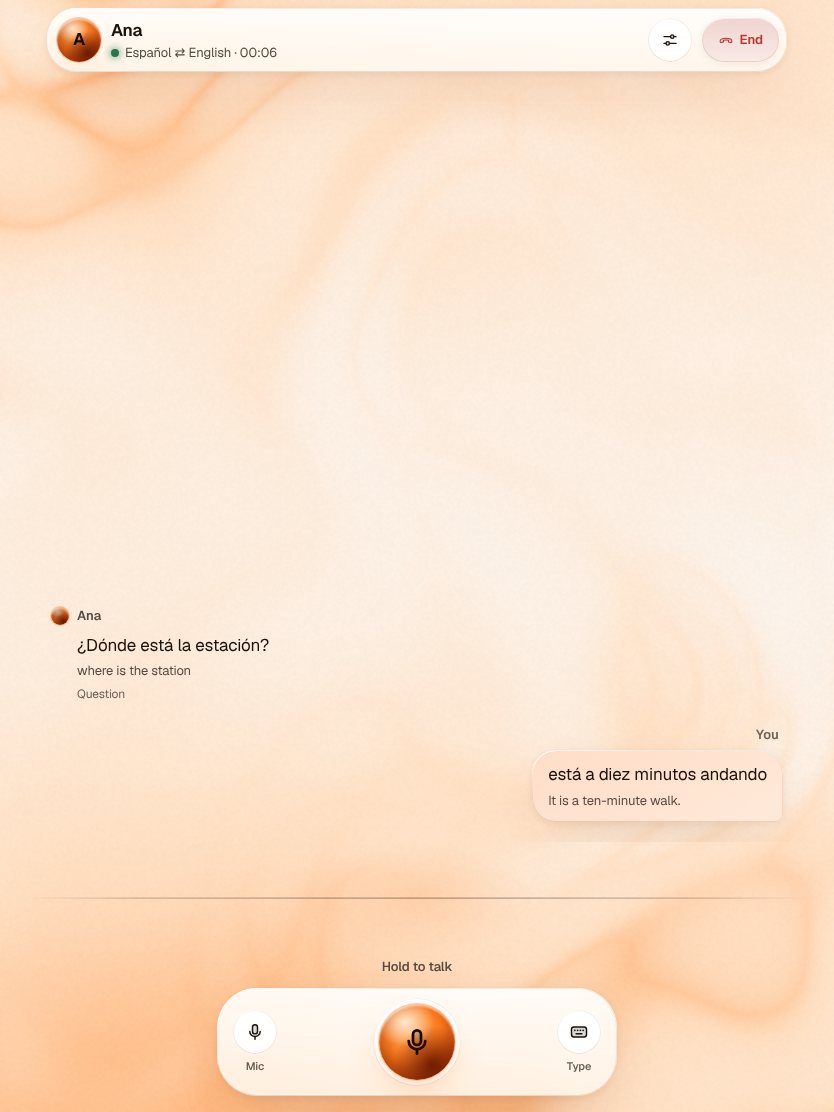 A
Ana
Español ⇄ English · 00:06
End
Ana
¿Dónde está la estación?
where is the station
Question
You
está a diez minutos andando
It is a ten-minute walk.
Hold to talk
Mic
Type